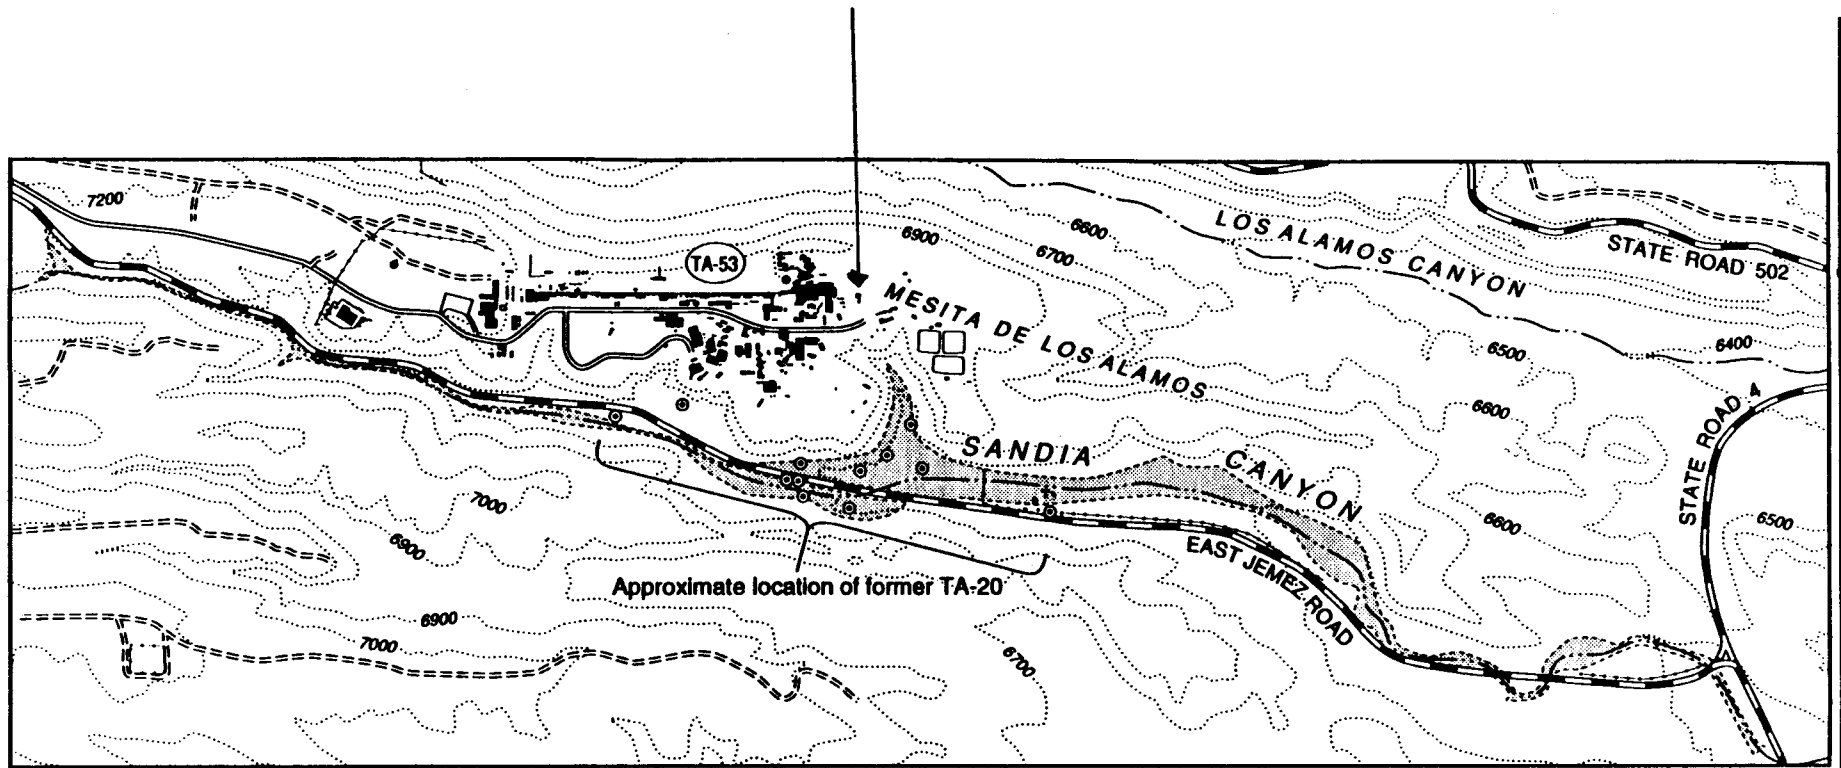 7200
TA-53
6900
6600
6700
LOS ALAMOS CANYON
STATE ROAD 502
MESITA DE LOS ALAMOS
6500
6400
6600
STATE ROAD 4
SANDIA CANYON
7000
6900
6600
6500
EAST JEMEZ ROAD
Approximate location of former TA-20
6900
7000
6700